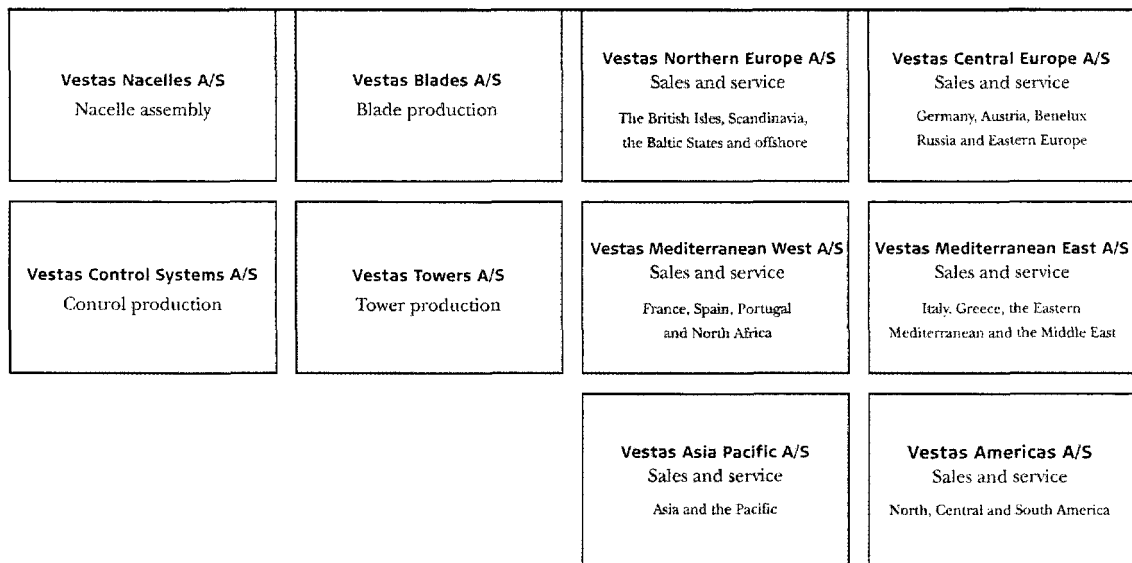 Vestas Nacelles A/S
Nacelle assembly
Vestas Blades A/S
Blade production
Vestas Northern Europe A/S
Sales and service
The British Isles, Scandinavia,
the Baltic States and offshore
Vestas Central Europe A/S
Sales and service
Germany, Austria, Benelux
Russia and Eastern Europe
Vestas Control Systems A/S
Control production
Vestas Towers A/S
Tower production
Vestas Mediterranean West A/S
Sales and service
France, Spain, Portugal
and North Africa
Vestas Mediterranean East A/S
Sales and service
Italy, Greece, the Eastern
Mediterranean and the Middle East
Vestas Asia Pacific A/S
Sales and service
Asia and the Pacific
Vestas Americas A/S
Sales and service
North, Central and South America